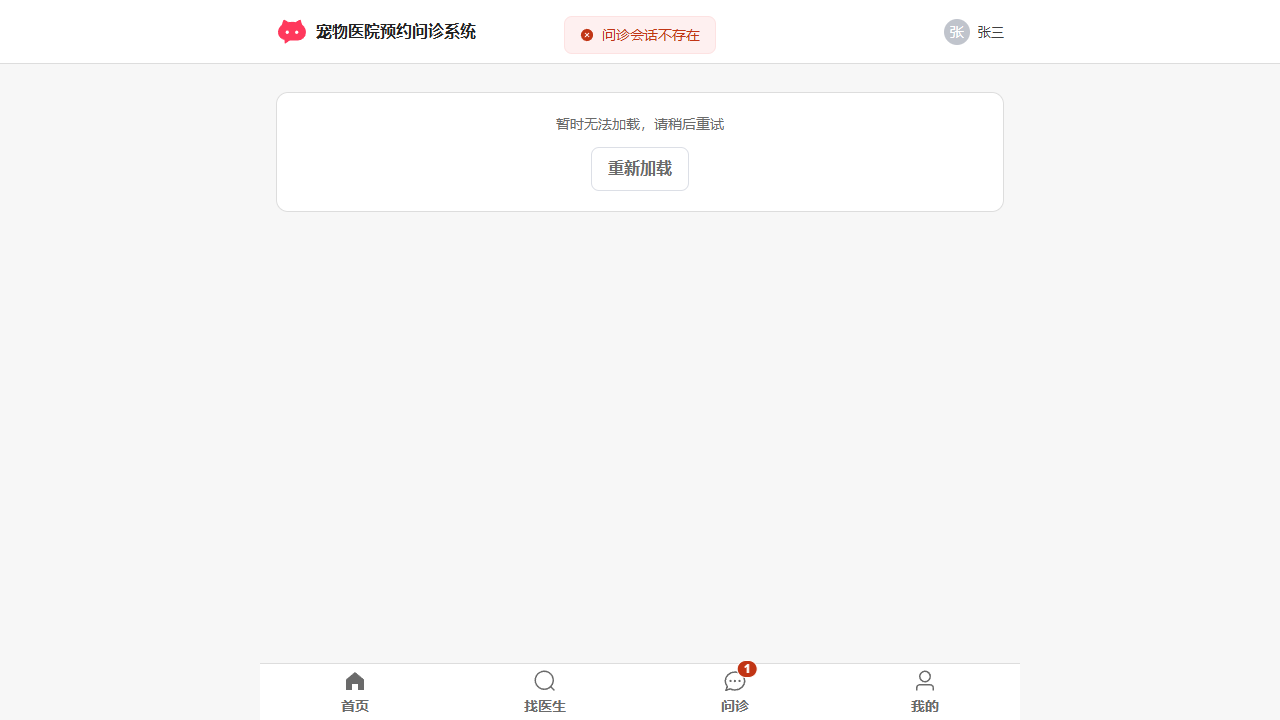 宠物医院预约问诊系统
问诊会话不存在
张 张三
暂时无法加载，请稍后重试
重新加载
1
首页 找医生 问诊 我的